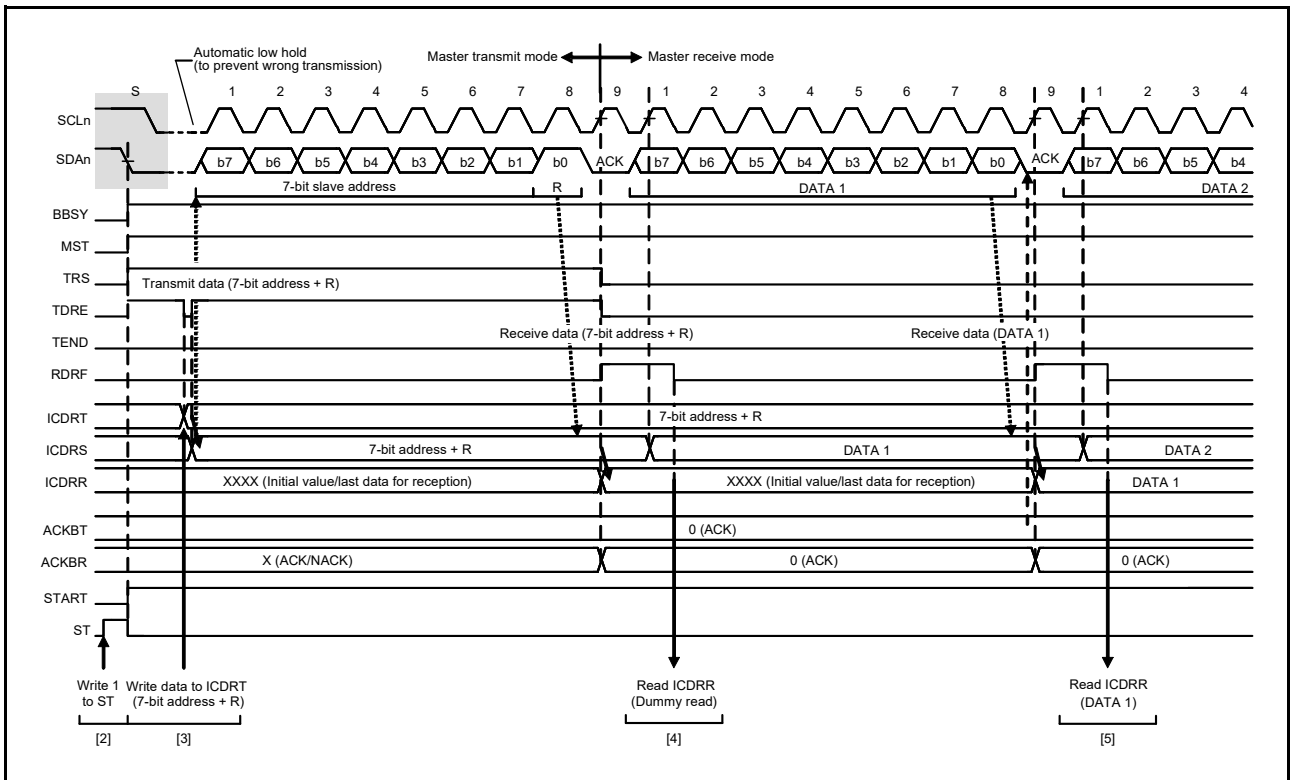 Automatic low hold
(to prevent wrong transmission)
Master transmit mode
Master receive mode
S 1 2 3 4 5 6 7 8 9 1 2 3 4 5 6 7 8 9 1 2 3 4
SCLn
SDAn b7 b6 b5 b4 b3 b2 b1 b0 ACK b7 b6 b5 b4 b3 b2 b1 b0 ACK b7 b6 b5 b4
7-bit slave address R DATA 1 DATA 2
BBSY
MST
TRS
Transmit data (7-bit address + R)
TDRE
Receive data (7-bit address + R) Receive data (DATA 1)
TEND
RDRF
ICDRT 7-bit address + R
ICDRS 7-bit address + R DATA 1 DATA 2
ICDRR XXXX (Initial value/last data for reception) XXXX (Initial value/last data for reception) DATA 1
ACKBT 0 (ACK)
ACKBR X (ACK/NACK) 0 (ACK) 0 (ACK)
START
ST
Write 1
to ST
Write data to ICDRT
(7-bit address + R)
Read ICDRR
(Dummy read)
Read ICDRR
(DATA 1)
[2] [3] [4] [5]